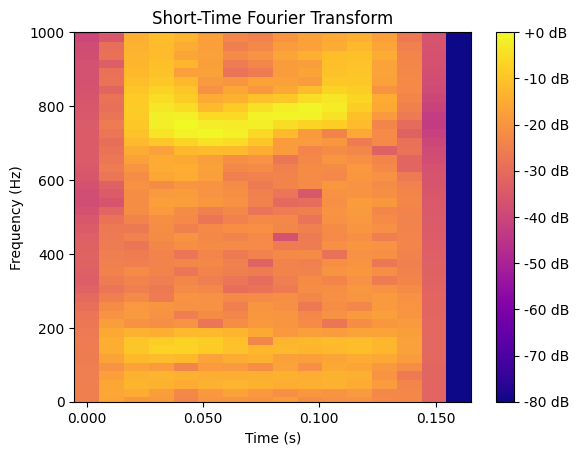 Short-Time Fourier Transform
1000
800
600
400
200
0
Frequency (Hz)
0.000
0.050
0.100
0.150
Time (s)
+0 dB
-10 dB
-20 dB
-30 dB
-40 dB
-50 dB
-60 dB
-70 dB
-80 dB